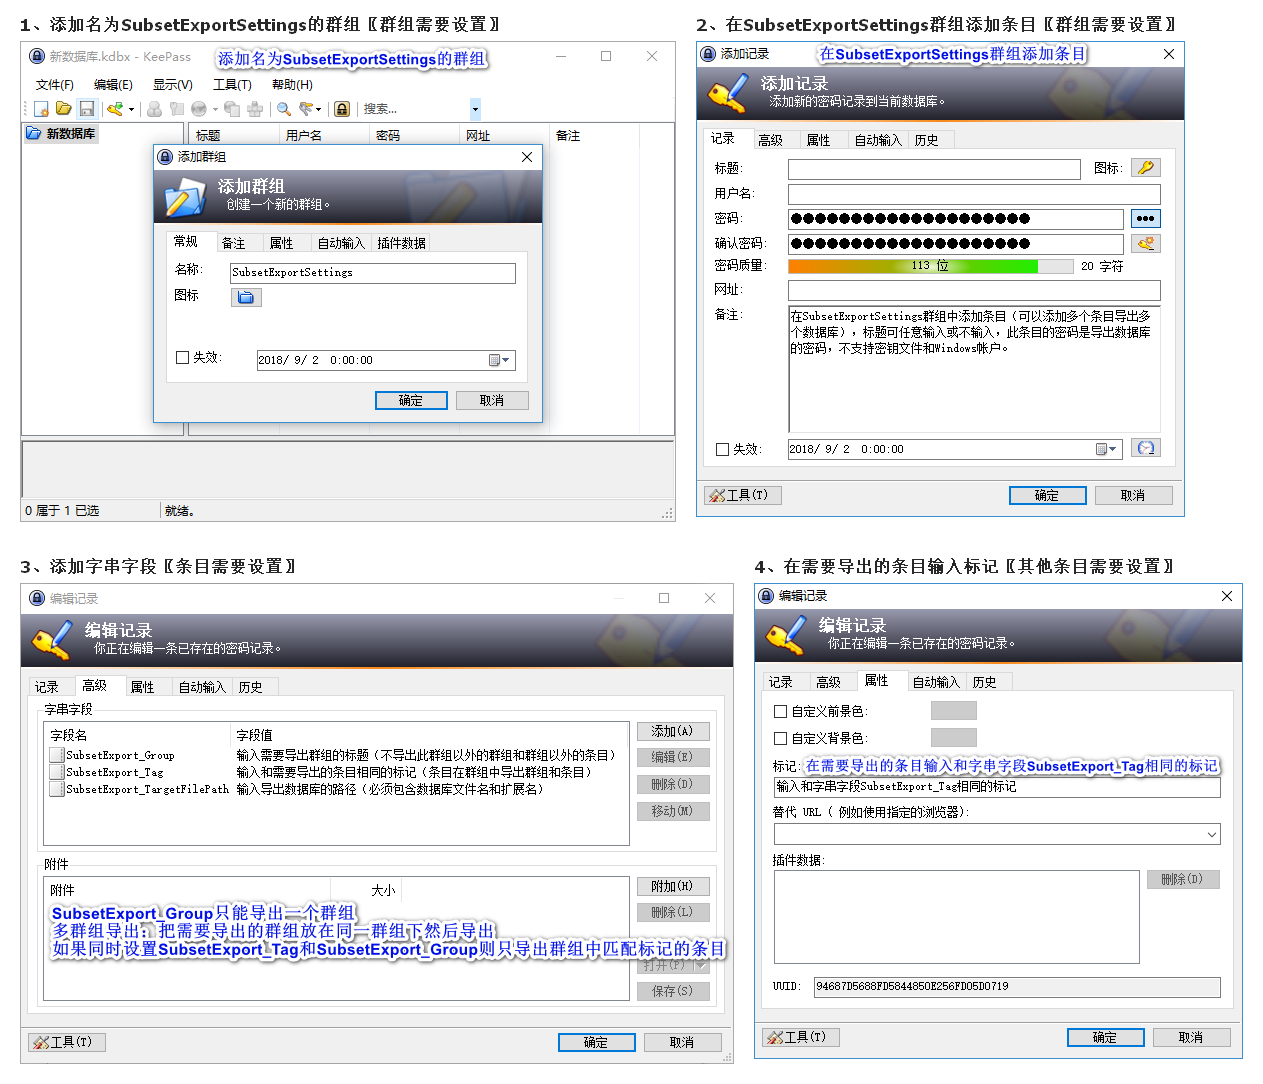 1、添加名为SubsetExportSettings的群组〖群组需要设置〗
新数据库.kdbx - KeePass
添加名为SubsetExportSettings的群组
文件(F) 编辑(E) 显示(V) 工具(T) 帮助(H)
搜索...
新数据库
标题 用户名 密码 网址 备注
添加群组
添加群组
创建一个新的群组。
常规 备注 属性 自动输入 插件数据
名称: SubsetExportSettings
图标
失效: 2018/ 9/ 2 0:00:00
确定 取消
0 属于 1 已选 就绪。
2、在SubsetExportSettings群组添加条目〖群组需要设置〗
添加记录
在SubsetExportSettings群组添加条目
添加记录
添加新的密码记录到当前数据库。
记录 高级 属性 自动输入 历史
标题: 图标:
用户名:
密码: ●●●●●●●●●●●●●●●●●●●●
确认密码: ●●●●●●●●●●●●●●●●●●●●
密码质量: 113 位 20 字符
网址:
备注: 在SubsetExportSettings群组中添加条目（可以添加多个条目导出多
个数据库），标题可任意输入或不输入，此条目的密码是导出数据库
的密码，不支持密钥文件和Windows帐户。
失效: 2018/ 9/ 2 0:00:00
工具(T) 确定 取消
3、添加字串字段〖条目需要设置〗
编辑记录
编辑记录
你正在编辑一条已存在的密码记录。
记录 高级 属性 自动输入 历史
字串字段
字段名 字段值
SubsetExport_Group 输入需要导出群组的标题（不导出此群组以外的群组和群组以外的条目）
SubsetExport_Tag 输入和需要导出的条目相同的标记（条目在群组中导出群组和条目）
SubsetExport_TargetFilePath 输入导出数据库的路径（必须包含数据库文件名和扩展名）
添加(A)
编辑(E)
删除(D)
移动(M)
附件
附件 大小
SubsetExport_Group只能导出一个群组
多群组导出：把需要导出的群组放在同一群组下然后导出
如果同时设置SubsetExport_Tag和SubsetExport_Group则只导出群组中匹配标记的条目
附加(H)
删除(L)
打开(P)
保存(S)
工具(T) 确定 取消
4、在需要导出的条目输入标记〖其他条目需要设置〗
编辑记录
编辑记录
你正在编辑一条已存在的密码记录。
记录 高级 属性 自动输入 历史
自定义前景色:
自定义背景色:
标记: 在需要导出的条目输入和字串字段SubsetExport_Tag相同的标记
输入和字串字段SubsetExport_Tag相同的标记
替代 URL ( 例如使用指定的浏览器):
插件数据:
删除(D)
UUID: 94687D5688FD5844850E256FD05D0719
工具(T) 确定 取消